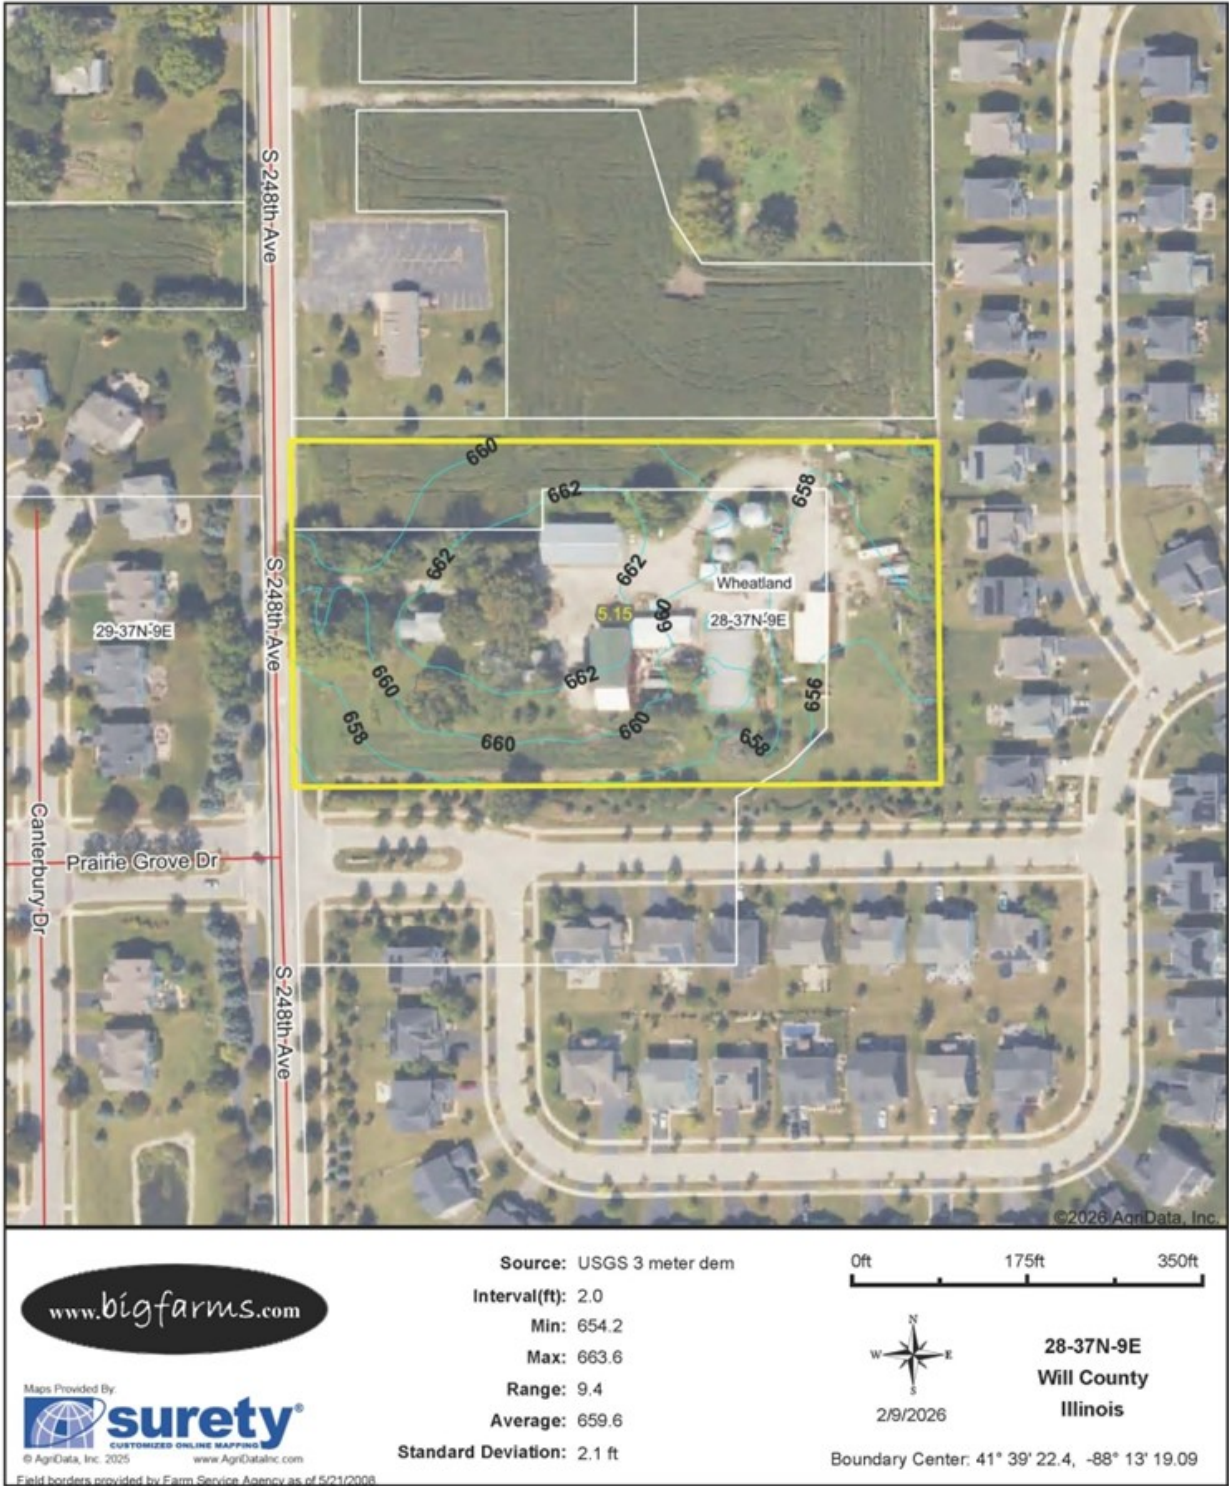 S 248th Ave
660
662
658
662
662
S 248th Ave
Wheatland
5.15
660
28-37N-9E
29-37N-9E
662
660
656
658
660
660
658
Canterbury Dr
Prairie Grove Dr
S 248th Ave
©2026 AgriData, Inc.
www.bigfarms.com
Maps Provided By:
surety®
CUSTOMIZED ONLINE MAPPING
© AgriData, Inc. 2025 www.AgriDataInc.com
Field borders provided by Farm Service Agency as of 5/21/2008.
Source: USGS 3 meter dem
Interval(ft): 2.0
Min: 654.2
Max: 663.6
Range: 9.4
Average: 659.6
Standard Deviation: 2.1 ft
0ft 175ft 350ft
N
W E
S
2/9/2026
28-37N-9E
Will County
Illinois
Boundary Center: 41° 39' 22.4, -88° 13' 19.09